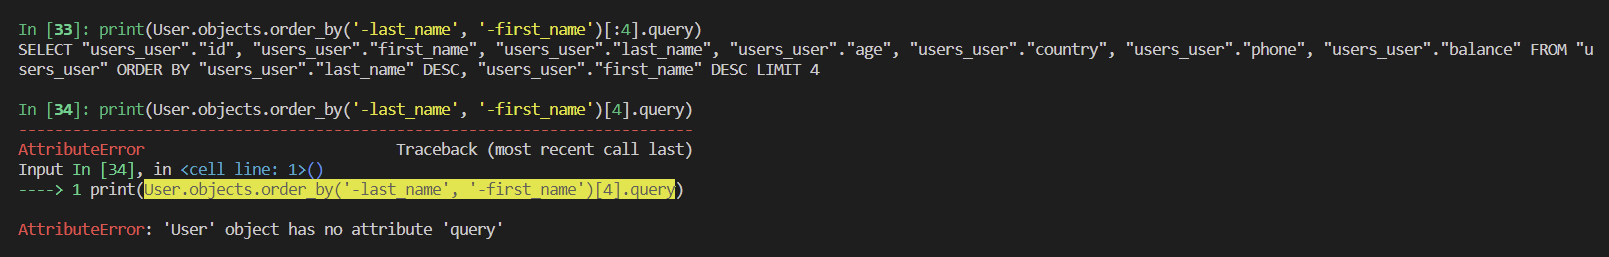 In [33]: print(User.objects.order_by('-last_name', '-first_name')[:4].query)
SELECT "users_user"."id", "users_user"."first_name", "users_user"."last_name", "users_user"."age", "users_user"."country", "users_user"."phone", "users_user"."balance" FROM "u
sers_user" ORDER BY "users_user"."last_name" DESC, "users_user"."first_name" DESC LIMIT 4
In [34]: print(User.objects.order_by('-last_name', '-first_name')[4].query)
---------------------------------------------------------------------------
AttributeError                            Traceback (most recent call last)
Input In [34], in <cell line: 1>()
----> 1 print(User.objects.order_by('-last_name', '-first_name')[4].query)
AttributeError: 'User' object has no attribute 'query'